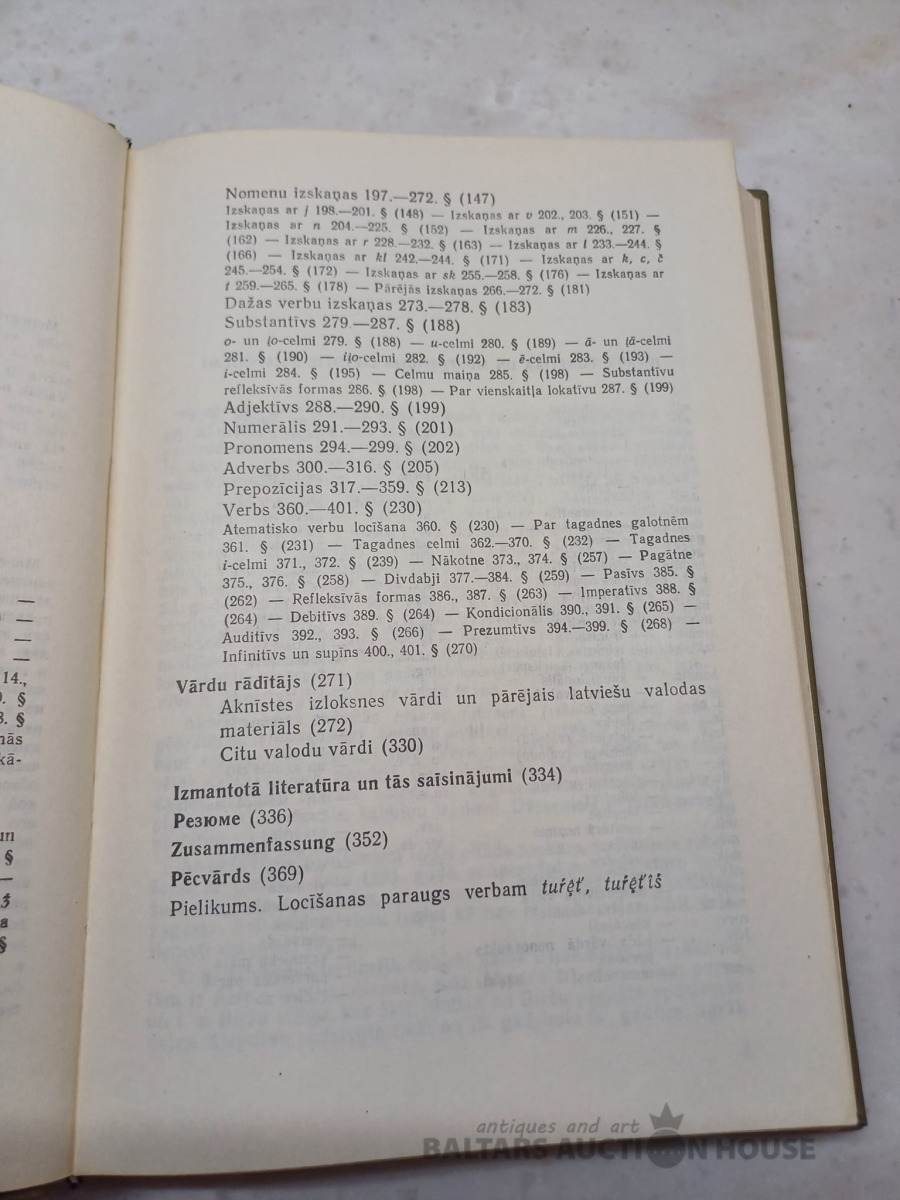 Nomenu izskaņas 197.—272. § (147)
Izskaņas ar j 198.—201. § (148) — Izskaņas ar v 202., 203. § (151) —
Izskaņas ar n 204.—225. § (152) — Izskaņas ar m 226., 227. §
(162) — Izskaņas ar r 228.—232. § (163) — Izskaņas ar l 233.—244. §
(166) — Izskaņas ar kl 242.—244. § (171) — Izskaņas ar k, c, č
245.—254. § (172) — Izskaņas ar sk 255.—258. § (176) — Izskaņas ar
t 259.—265. § (178) — Pārējās izskaņas 266.—272. § (181)
Dažas verbu izskaņas 273.—278. § (183)
Substantīvs 279.—287. § (188)
o- un i̯o-celmi 279. § (188) — u-celmi 280. § (189) — ā- un i̯ā-celmi
281. § (190) — ii̯o-celmi 282. § (192) — ē-celmi 283. § (193) —
i-celmi 284. § (195) — Celmu maiņa 285. § (198) — Substantīvu
refleksīvās formas 286. § (198) — Par vienskaitļa lokatīvu 287. § (199)
Adjektīvs 288.—290. § (199)
Numerālis 291.—293. § (201)
Pronomens 294.—299. § (202)
Adverbs 300.—316. § (205)
Prepozīcijas 317.—359. § (213)
Verbs 360.—401. § (230)
Atematisko verbu locīšana 360. § (230) — Par tagadnes galotnēm
361. § (231) — Tagadnes celmi 362.—370. § (232) — Tagadnes
i-celmi 371., 372. § (239) — Nākotne 373., 374. § (257) — Pagātne
375., 376. § (258) — Divdabji 377.—384. § (259) — Pasīvs 385. §
(262) — Refleksīvās formas 386., 387. § (263) — Imperatīvs 388. §
(264) — Debitīvs 389. § (264) — Kondicionālis 390., 391. § (265) —
Auditīvs 392., 393. § (266) — Prezumtīvs 394.—399. § (268) —
Infinitīvs un supīns 400., 401. § (270)
Vārdu rādītājs (271)
Aknīstes izloksnes vārdi un pārējais latviešu valodas
materiāls (272)
Citu valodu vārdi (330)
Izmantotā literatūra un tās saīsinājumi (334)
Резюме (336)
Zusammenfassung (352)
Pēcvārds (369)
Pielikums. Locīšanas paraugs verbam
—
—
—
—
14.,
§
§
un
§
—
§
antiques and art
BALTARS AUCTION HOUSE